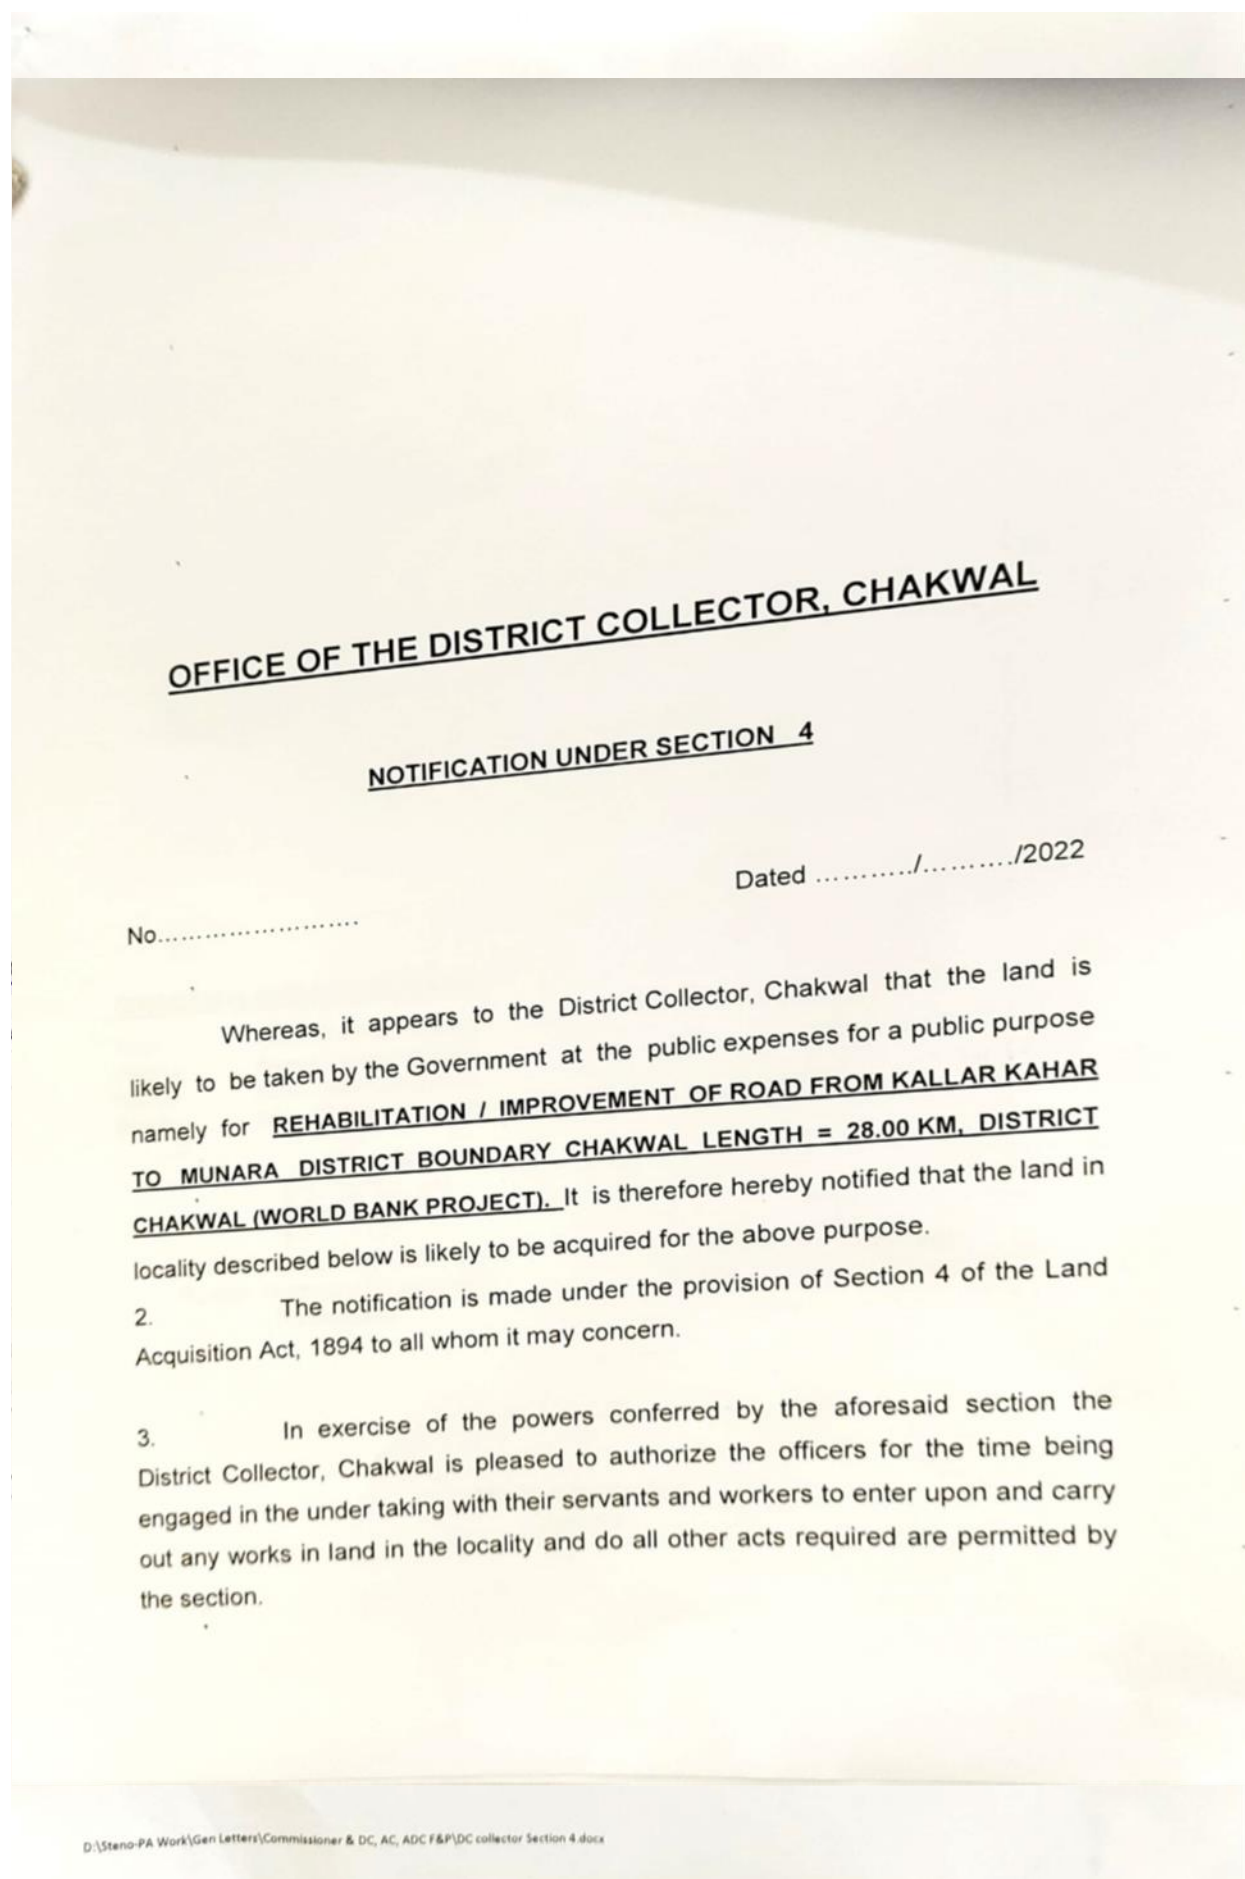 OFFICE OF THE DISTRICT COLLECTOR, CHAKWAL
NOTIFICATION UNDER SECTION 4
Dated …………/………./2022
No…………………….
Whereas, it appears to the District Collector, Chakwal that the land is
likely to be taken by the Government at the public expenses for a public purpose
namely for REHABILITATION / IMPROVEMENT OF ROAD FROM KALLAR KAHAR
TO MUNARA DISTRICT BOUNDARY CHAKWAL LENGTH = 28.00 KM, DISTRICT
CHAKWAL (WORLD BANK PROJECT). It is therefore hereby notified that the land in
locality described below is likely to be acquired for the above purpose.
2. The notification is made under the provision of Section 4 of the Land
Acquisition Act, 1894 to all whom it may concern.
3. In exercise of the powers conferred by the aforesaid section the
District Collector, Chakwal is pleased to authorize the officers for the time being
engaged in the under taking with their servants and workers to enter upon and carry
out any works in land in the locality and do all other acts required are permitted by
the section.
D:\Steno-PA Work\Gen Letters\Commissioner & DC, AC, ADC F&P\DC collector Section 4.docx